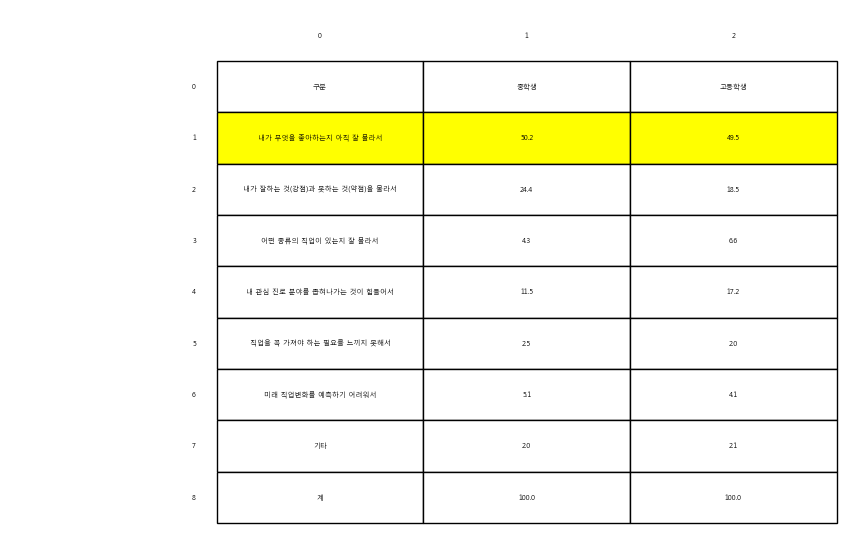 0 1 2
0 구분 중학생 고등학생
1 내가 무엇을 좋아하는지 아직 잘 몰라서 50.2 49.5
2 내가 잘하는 것(강점)과 못하는 것(약점)을 몰라서 24.4 18.5
3 어떤 종류의 직업이 있는지 잘 몰라서 4.3 6.6
4 내 관심 진로 분야를 좁혀나가는 것이 힘들어서 11.5 17.2
5 직업을 꼭 가져야 하는 필요를 느끼지 못해서 2.5 2.0
6 미래 직업변화를 예측하기 어려워서 5.1 4.1
7 기타 2.0 2.1
8 계 100.0 100.0